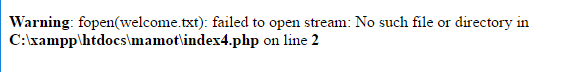 Warning: fopen(welcome.txt): failed to open stream: No such file or directory in
C:\xampp\htdocs\mamot\index4.php on line 2